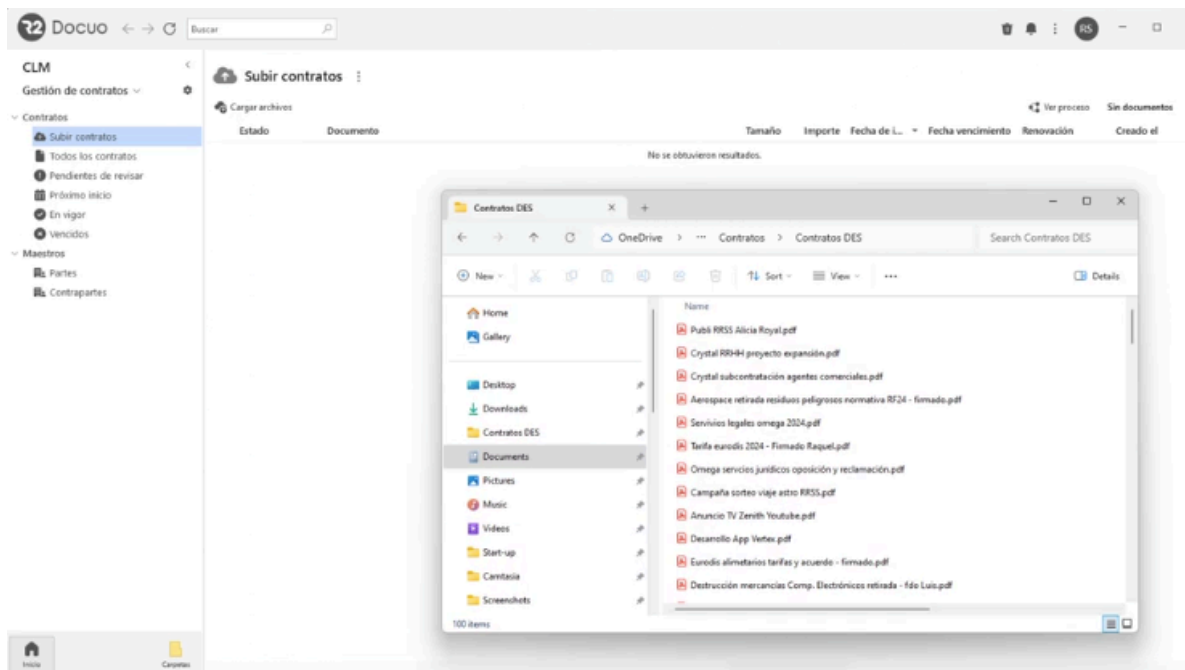 R2 Docuo
Buscar
RS
CLM
Gestión de contratos
Contratos
Subir contratos
Todos los contratos
Pendientes de revisar
Próximo inicio
En vigor
Vencidos
Maestros
Partes
Contrapartes
Inicio
Carpetas
Subir contratos
Cargar archivos
Ver proceso Sin documentos
Estado Documento Tamaño Importe Fecha de i... Fecha vencimiento Renovación Creado el
No se obtuvieron resultados.
Contratos DES
OneDrive > ... Contratos > Contratos DES
Search Contratos DES
New Sort View ... Details
Home
Gallery
Desktop
Downloads
Contratos DES
Documents
Pictures
Music
Videos
Start-up
Camtasia
Screenshots
Name
Publi RRSS Alicia Royal.pdf
Crystal RRHH proyecto expansión.pdf
Crystal subcontratación agentes comerciales.pdf
Aerospace retirada residuos peligrosos normativa RF24 - firmado.pdf
Servivios legales omega 2024.pdf
Tarifa eurodis 2024 - Firmado Raquel.pdf
Omega servcios jurídicos oposición y reclamación.pdf
Campaña sorteo viaje astro RRSS.pdf
Anuncio TV Zenith Youtube.pdf
Desarrollo App Vertex.pdf
Eurodis alimetarios tarifas y acuerdo - firmado.pdf
Destrucción mercancías Comp. Electrónicos retirada - fdo Luis.pdf
100 items